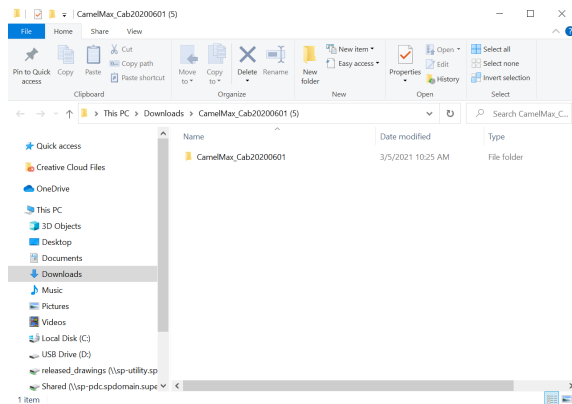 CamelMax_Cab20200601 (5)
File Home Share View
Pin to Quick access
Copy
Paste
Cut
Copy path
Paste shortcut
Clipboard
Move to
Copy to
Delete
Rename
Organize
New folder
New item
Easy access
New
Properties
Open
Edit
History
Open
Select all
Select none
Invert selection
Select
This PC > Downloads > CamelMax_Cab20200601 (5)
Search CamelMax_C...
Name Date modified Type
CamelMax_Cab20200601 3/5/2021 10:25 AM File folder
Quick access
Creative Cloud Files
OneDrive
This PC
3D Objects
Desktop
Documents
Downloads
Music
Pictures
Videos
Local Disk (C:)
USB Drive (D:)
released_drawings (\\sp-utility.sp
Shared (\\sp-pdc.spdomain.supe
1 item